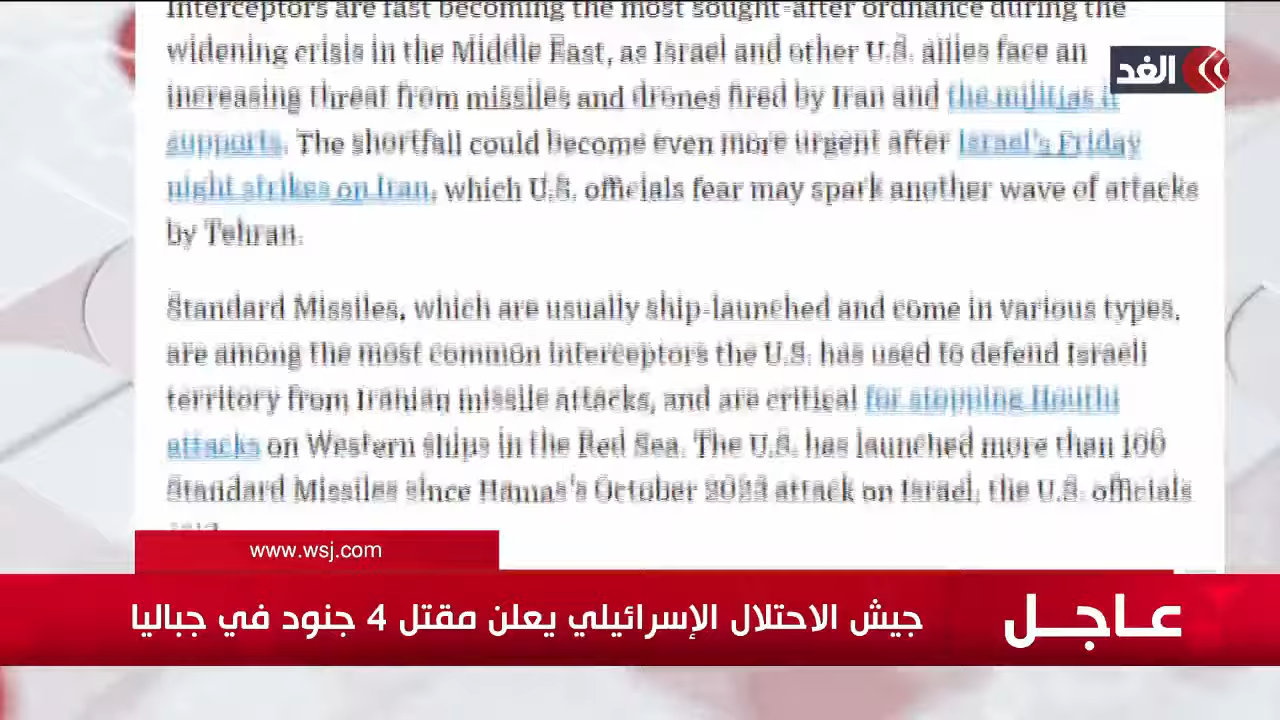 Interceptors are fast becoming the most sought-after ordnance during the
widening crisis in the Middle East, as Israel and other U.S. allies face an
الغد
increasing threat from missiles and drones fired by Iran and the militias it
supports. The shortfall could become even more urgent after Israel's Friday
night strikes on Iran, which U.S. officials fear may spark another wave of attacks
by Tehran.
Standard Missiles, which are usually ship-launched and come in various types,
are among the most common interceptors the U.S. has used to defend Israeli
territory from Iranian missile attacks, and are critical for stopping Houthi
attacks on Western ships in the Red Sea. The U.S. has launched more than 100
Standard Missiles since Hamas's October 2023 attack on Israel, the U.S. officials
www.wsj.com
عاجل
جيش الاحتلال الإسرائيلي يعلن مقتل 4 جنود في جباليا